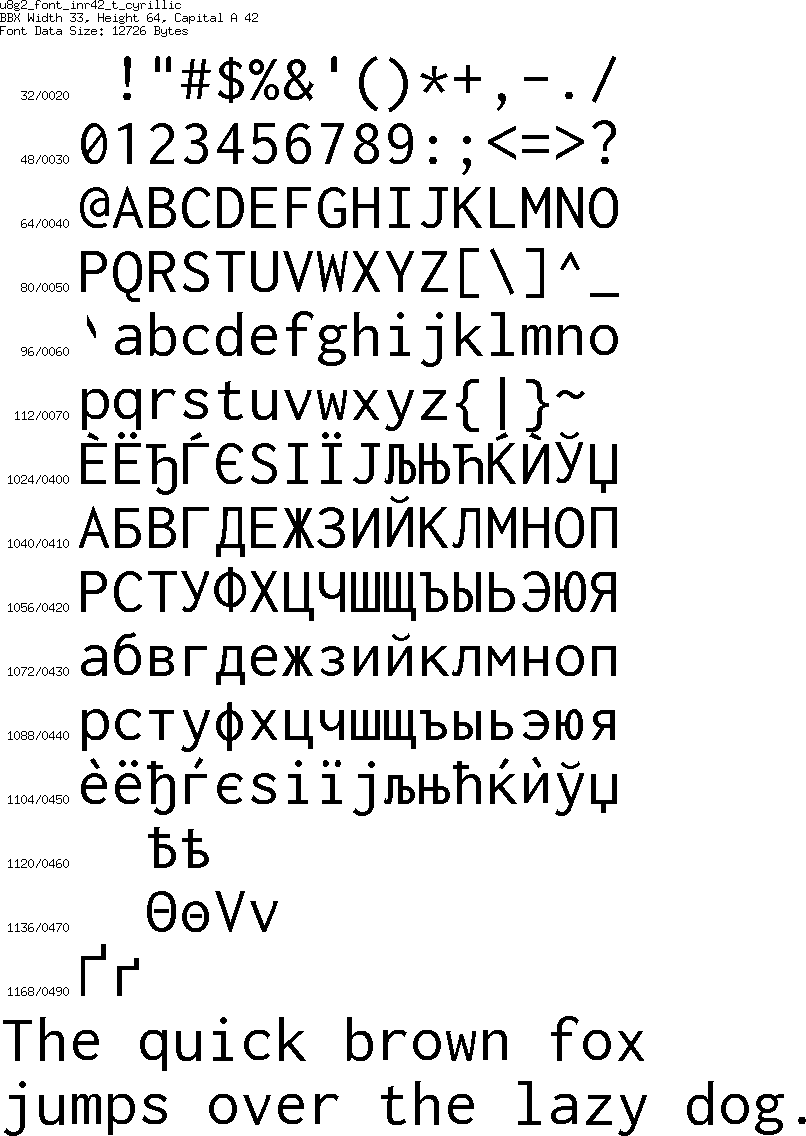 u8g2_font_inr42_t_cyrillic
BBX Width 33, Height 64, Capital A 42
Font Data Size: 12726 Bytes
32/0020 !"#$%&'()*+,-./
48/0030 0123456789:;<=>?
64/0040 @ABCDEFGHIJKLMNO
80/0050 PQRSTUVWXYZ[\]^_
96/0060 `abcdefghijklmno
112/0070 pqrstuvwxyz{|}~
1024/0400 ЀЁЂЃЄЅІЇЈЉЊЋЌЍЎЏ
1040/0410 АБВГДЕЖЗИЙКЛМНОП
1056/0420 РСТУФХЦЧШЩЪЫЬЭЮЯ
1072/0430 абвгдежзийклмноп
1088/0440 рстуфхцчшщъыьэюя
1104/0450 ѐёђѓєѕіїјљњћќѝўџ
1120/0460 Ѣѣ
1136/0470 ѲѳѴѵ
1168/0490 Ґґ
The quick brown fox
jumps over the lazy dog.